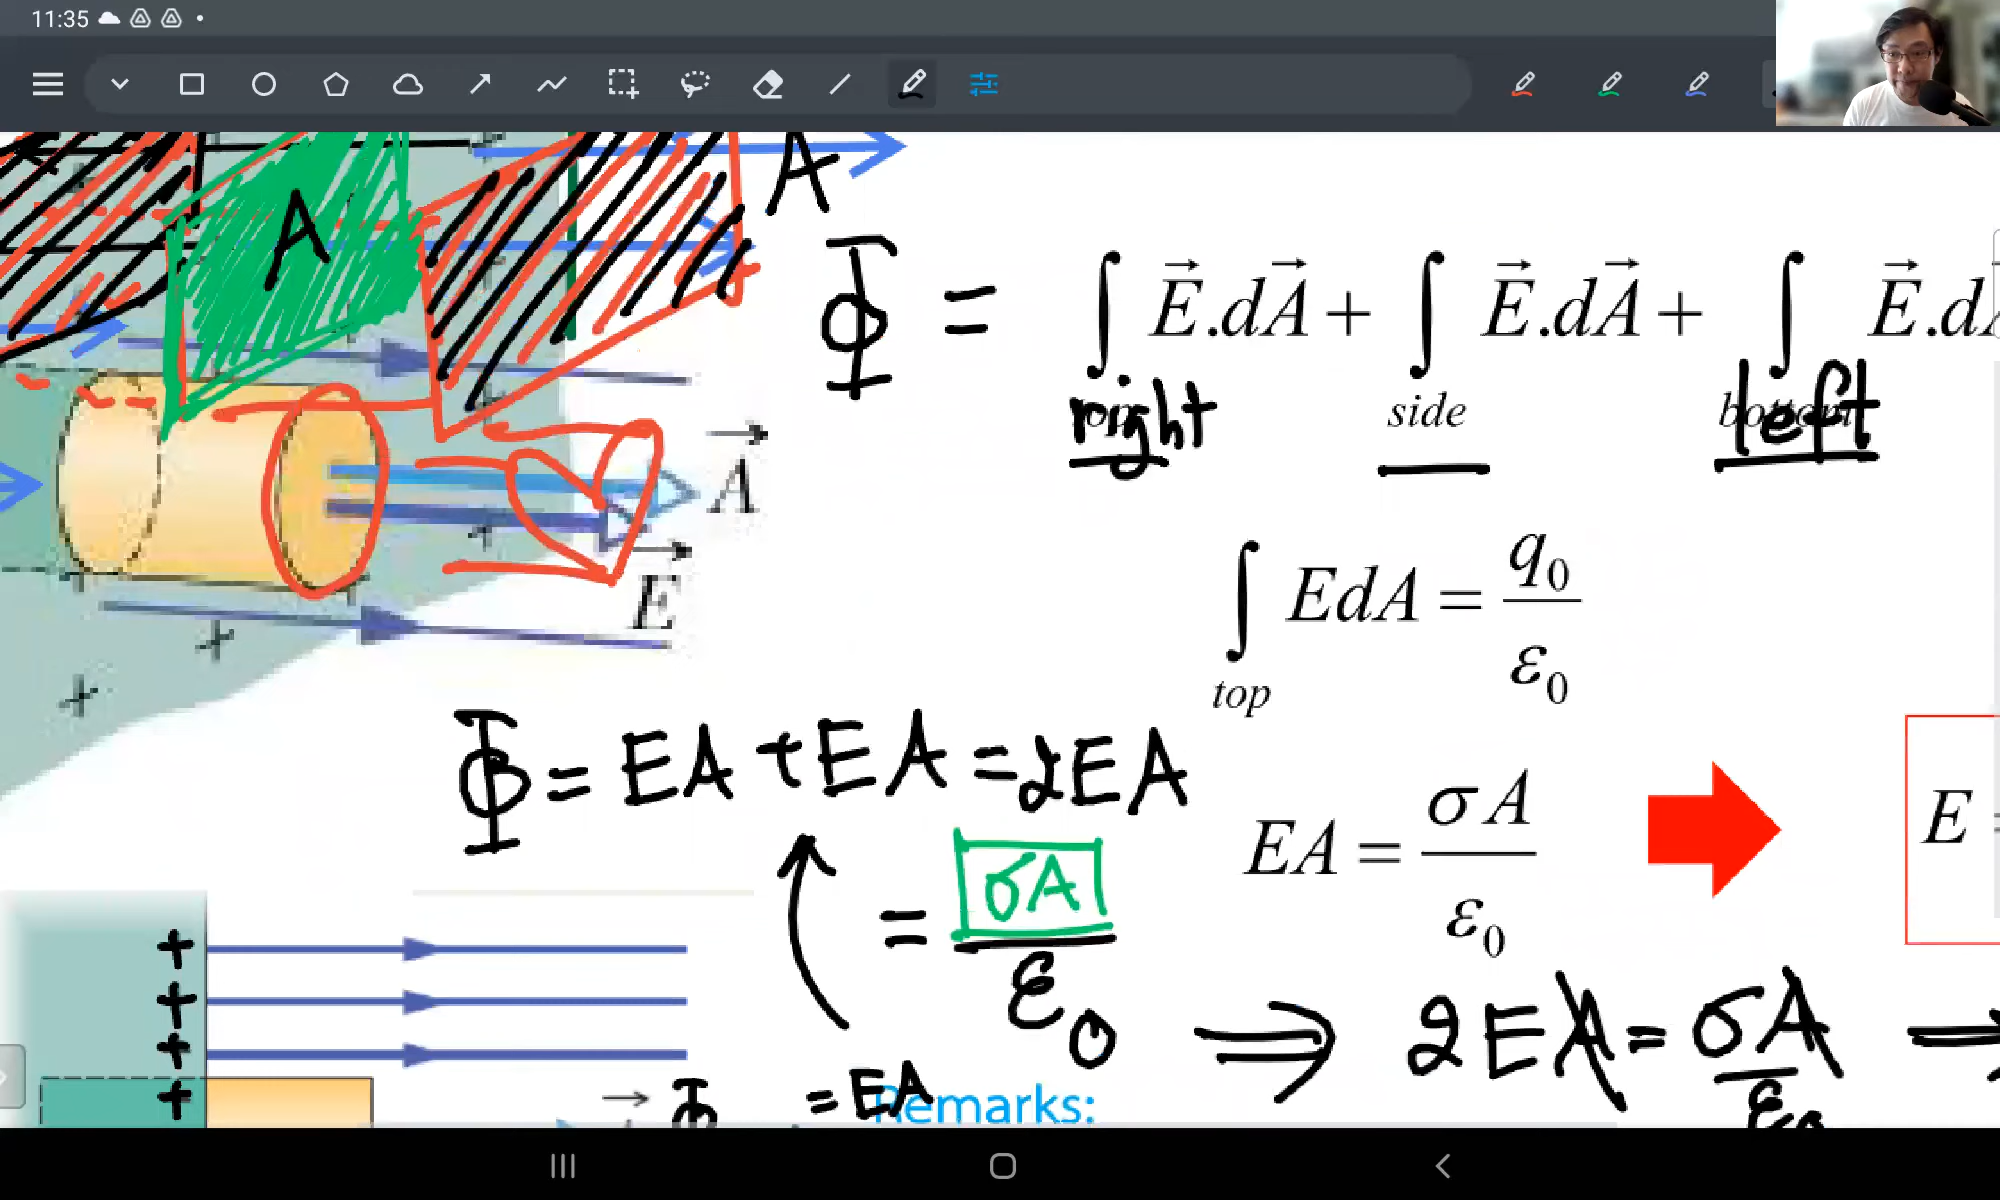 11:35
A
A
Φ = ∫ E⃗.dA⃗ + ∫ E⃗.dA⃗ + ∫ E⃗.dA
right side left
A⃗
E⃗
∫ EdA = q₀/ε₀
top
Φ = EA + EA = 2EA
EA = σA/ε₀
E =
= σA/ε₀
⇒ 2EA = σA/ε₀ ⇒
+
+
+
+
Φ = EA
Remarks: